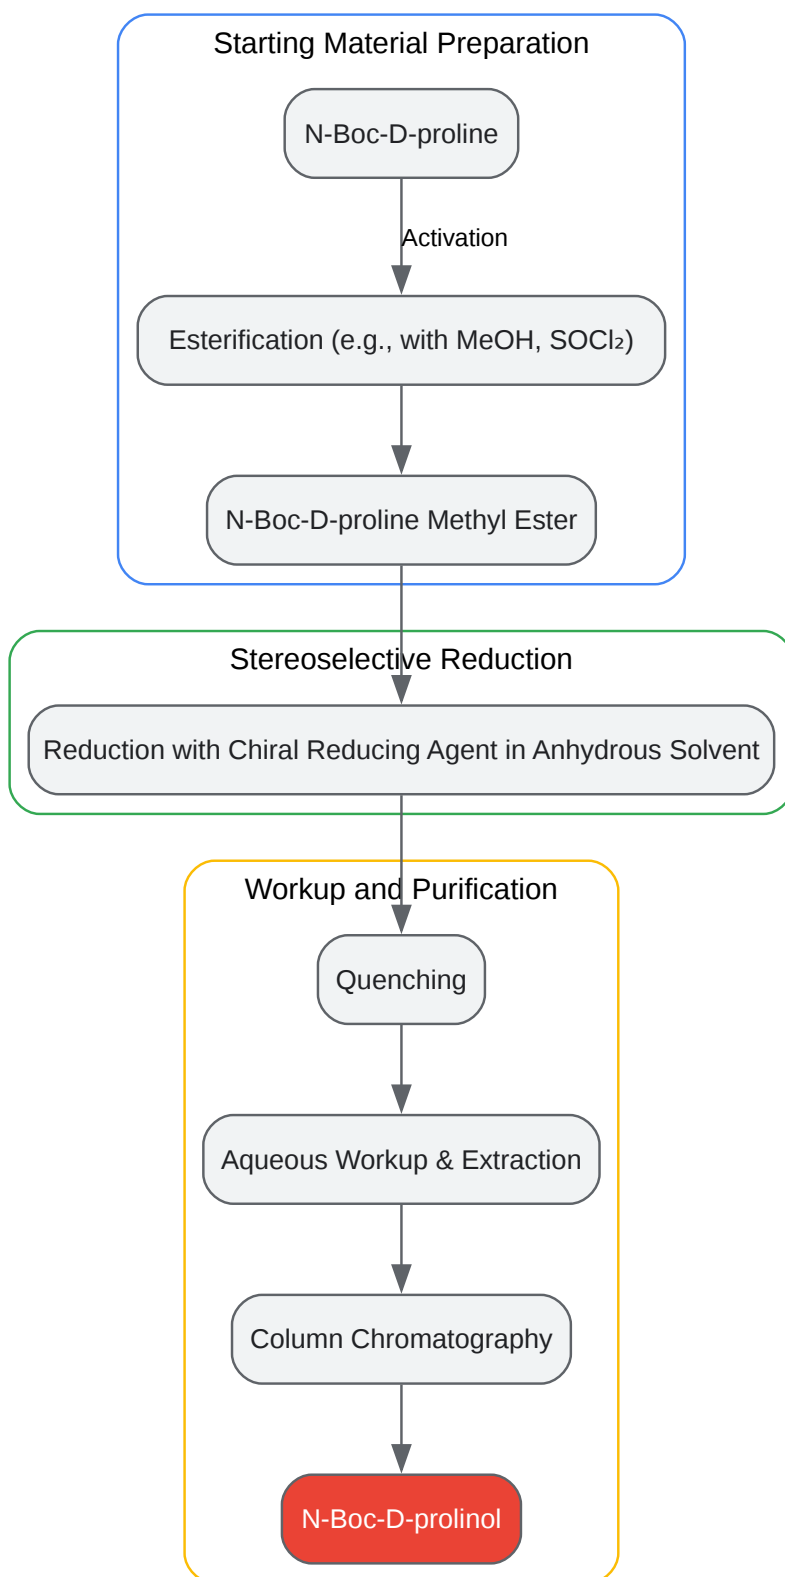 Starting Material Preparation
N-Boc-D-proline
Activation
Esterification (e.g., with MeOH, SOCl₂)
N-Boc-D-proline Methyl Ester
Stereoselective Reduction
Reduction with Chiral Reducing Agent in Anhydrous Solvent
Workup and Purification
Quenching
Aqueous Workup & Extraction
Column Chromatography
N-Boc-D-prolinol